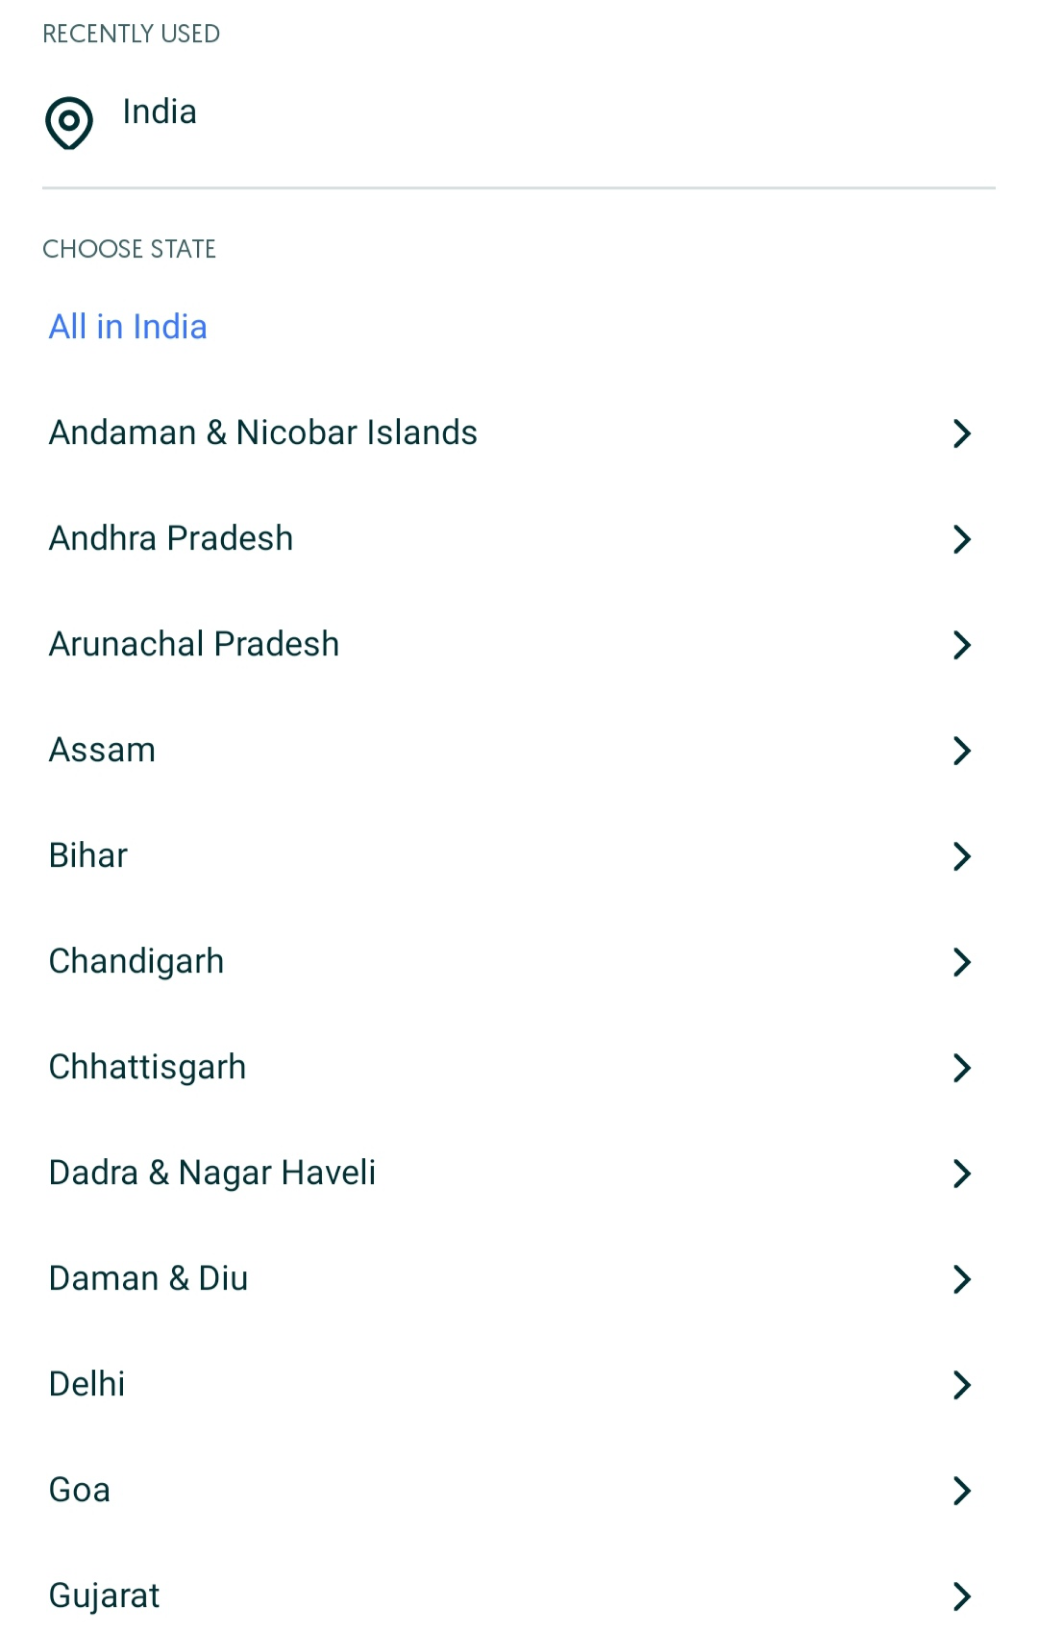 RECENTLY USED
India
CHOOSE STATE
All in India
Andaman & Nicobar Islands
Andhra Pradesh
Arunachal Pradesh
Assam
Bihar
Chandigarh
Chhattisgarh
Dadra & Nagar Haveli
Daman & Diu
Delhi
Goa
Gujarat